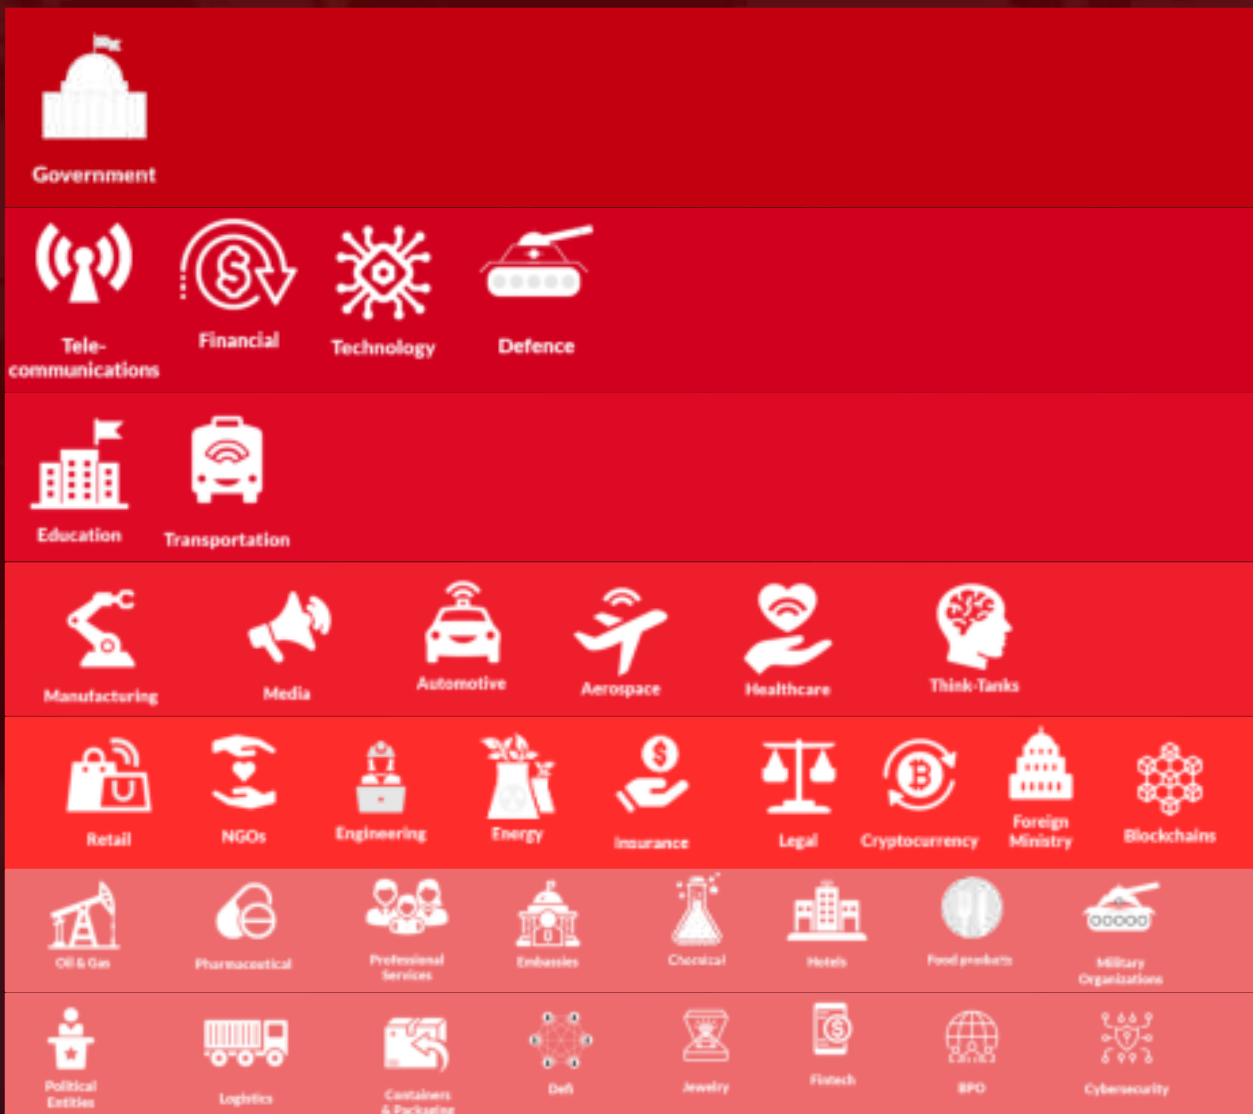 Government
Tele-
communications
Financial
Technology
Defence
Education
Transportation
Manufacturing
Media
Automotive
Aerospace
Healthcare
Think-Tanks
Retail
NGOs
Engineering
Energy
Insurance
Legal
Cryptocurrency
Foreign
Ministry
Blockchains
Oil & Gas
Pharmaceutical
Professional
Services
Embassies
Chemical
Hotels
Food products
Military
Organizations
Political
Entities
Logistics
Containers
& Packaging
Defi
Jewelry
Fintech
BPO
Cybersecurity